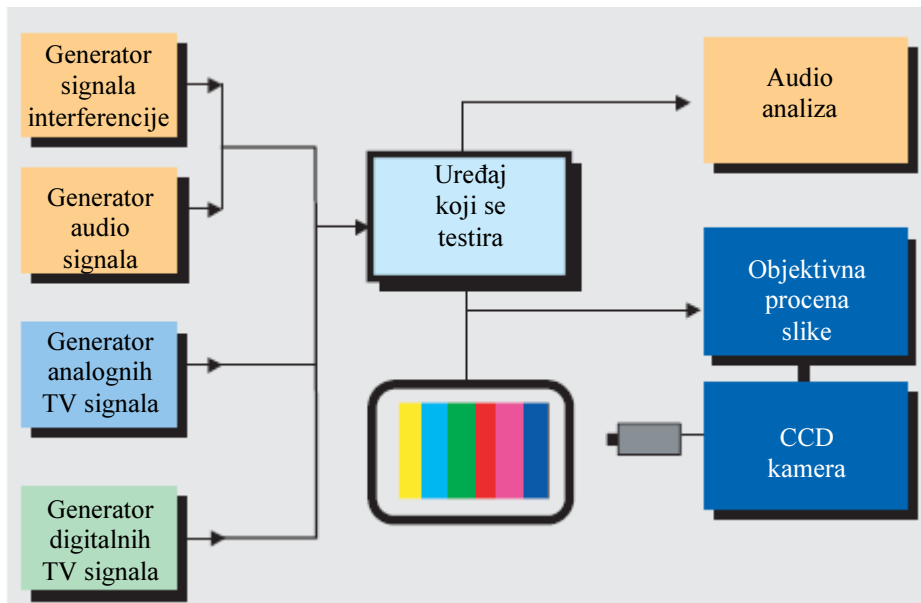 Generator
signala
interferencije
Generator
audio
signala
Generator
analognih
TV signala
Generator
digitalnih
TV signala
Uređaj
koji se
testira
Audio
analiza
Objektivna
procena
slike
CCD
kamera